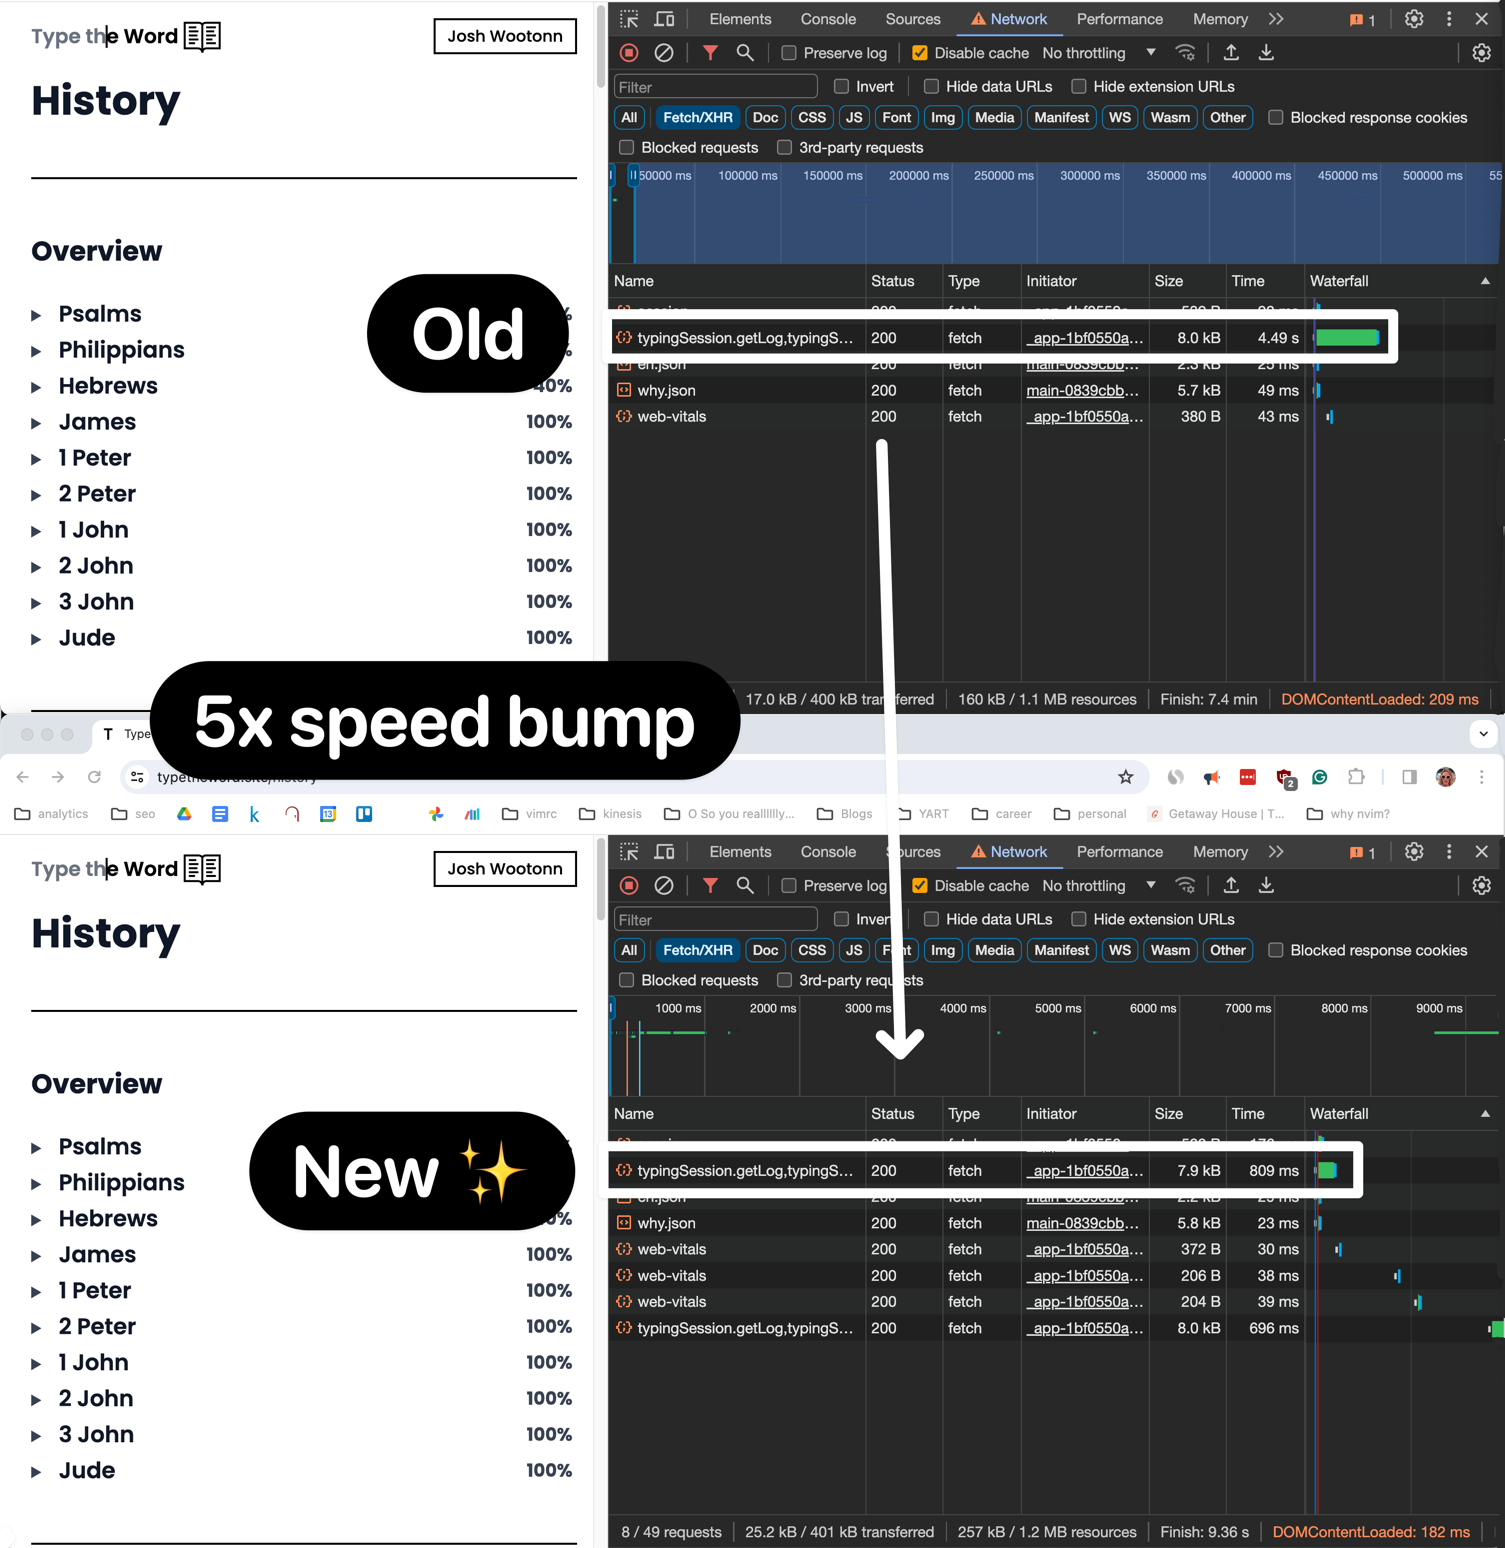 Type the Word
Josh Wootonn
History
Overview
Psalms
Philippians
Hebrews 40%
James 100%
1 Peter 100%
2 Peter 100%
1 John 100%
2 John 100%
3 John 100%
Jude 100%
Old
Elements Console Sources Network Performance Memory 1
Preserve log Disable cache No throttling
Filter Invert Hide data URLs Hide extension URLs
All Fetch/XHR Doc CSS JS Font Img Media Manifest WS Wasm Other Blocked response cookies
Blocked requests 3rd-party requests
50000 ms 100000 ms 150000 ms 200000 ms 250000 ms 300000 ms 350000 ms 400000 ms 450000 ms 500000 ms 55
Name Status Type Initiator Size Time Waterfall
typingSession.getLog,typingS... 200 fetch _app-1bf0550a... 8.0 kB 4.49 s
en.json 200 fetch main-0839cbb... 2.3 kB 25 ms
why.json 200 fetch main-0839cbb... 5.7 kB 49 ms
web-vitals 200 fetch _app-1bf0550a... 380 B 43 ms
17.0 kB / 400 kB transferred 160 kB / 1.1 MB resources Finish: 7.4 min DOMContentLoaded: 209 ms
5x speed bump
T Type
typetheword.site/history
2
analytics seo 13 vimrc kinesis O So you reallllly... Blogs YART career personal Getaway House | T... why nvim?
Type the Word
Josh Wootonn
History
Overview
Psalms
Philippians
Hebrews
James 100%
1 Peter 100%
2 Peter 100%
1 John 100%
2 John 100%
3 John 100%
Jude 100%
New ✨
Elements Console Sources Network Performance Memory 1
Preserve log Disable cache No throttling
Filter Invert Hide data URLs Hide extension URLs
All Fetch/XHR Doc CSS JS Font Img Media Manifest WS Wasm Other Blocked response cookies
Blocked requests 3rd-party requests
1000 ms 2000 ms 3000 ms 4000 ms 5000 ms 6000 ms 7000 ms 8000 ms 9000 ms
Name Status Type Initiator Size Time Waterfall
typingSession.getLog,typingS... 200 fetch _app-1bf0550a... 7.9 kB 809 ms
en.json 200 fetch main-0839cbb... 2.2 kB 29 ms
why.json 200 fetch main-0839cbb... 5.8 kB 23 ms
web-vitals 200 fetch _app-1bf0550a... 372 B 30 ms
web-vitals 200 fetch _app-1bf0550a... 206 B 38 ms
web-vitals 200 fetch _app-1bf0550a... 204 B 39 ms
typingSession.getLog,typingS... 200 fetch _app-1bf0550a... 8.0 kB 696 ms
8 / 49 requests 25.2 kB / 401 kB transferred 257 kB / 1.2 MB resources Finish: 9.36 s DOMContentLoaded: 182 ms